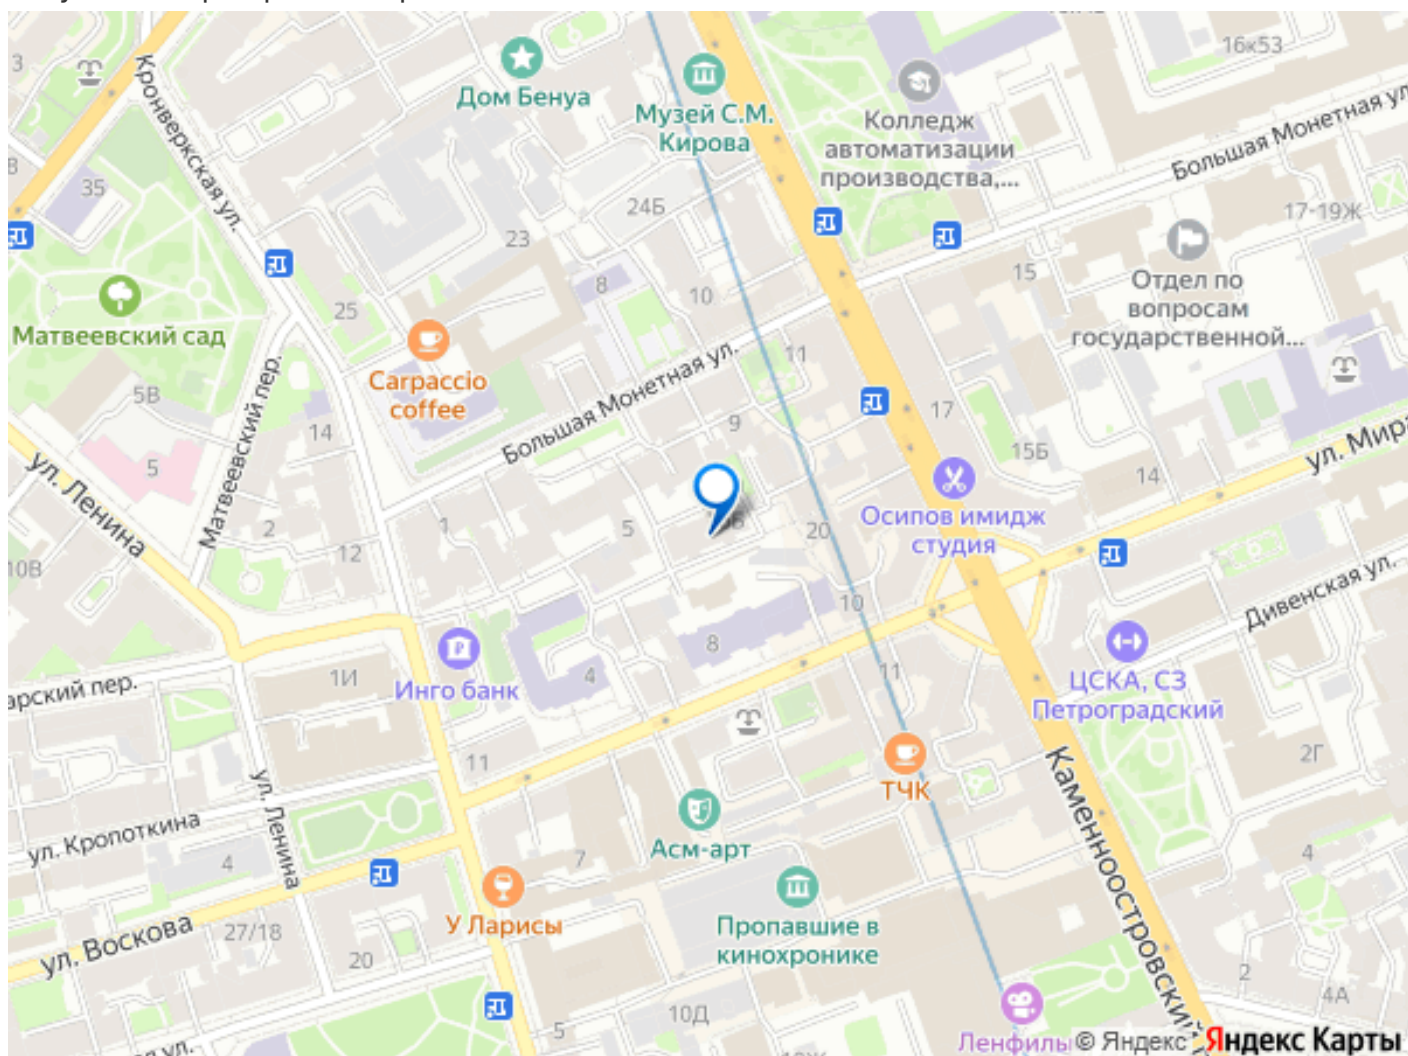 3
Кронверкская ул.
Дом Бенуа
Музей С.М.
Кирова
Колледж
автоматизации
производства,...
16к53
Большая Монетная ул
35
24Б
23
17-19Ж
8
10
15
Отдел по
вопросам
государственной...
25
Матвеевский сад
Carpaccio
coffee
Большая Монетная ул.
11
5В
Матвеевский пер.
14
9
17
15Б
ул. Мира
14
ул. Ленина
5
2
12
1
5
20
Осипов имидж
студия
10В
10
8
4
Дивенская ул.
1И
Инго банк
11
ЦСКА, СЗ
Петроградский
арский пер.
11
ТЧК
2Г
Каменноостровский
ул. Кропоткина
ул. Ленина
4
7
Асм-арт
4
ул. Воскова
27/18
20
У Ларисы
Пропавшие в
кинохронике
2
4А
10Д
5
Ленфиль
© Яндекс
Яндекс Карты